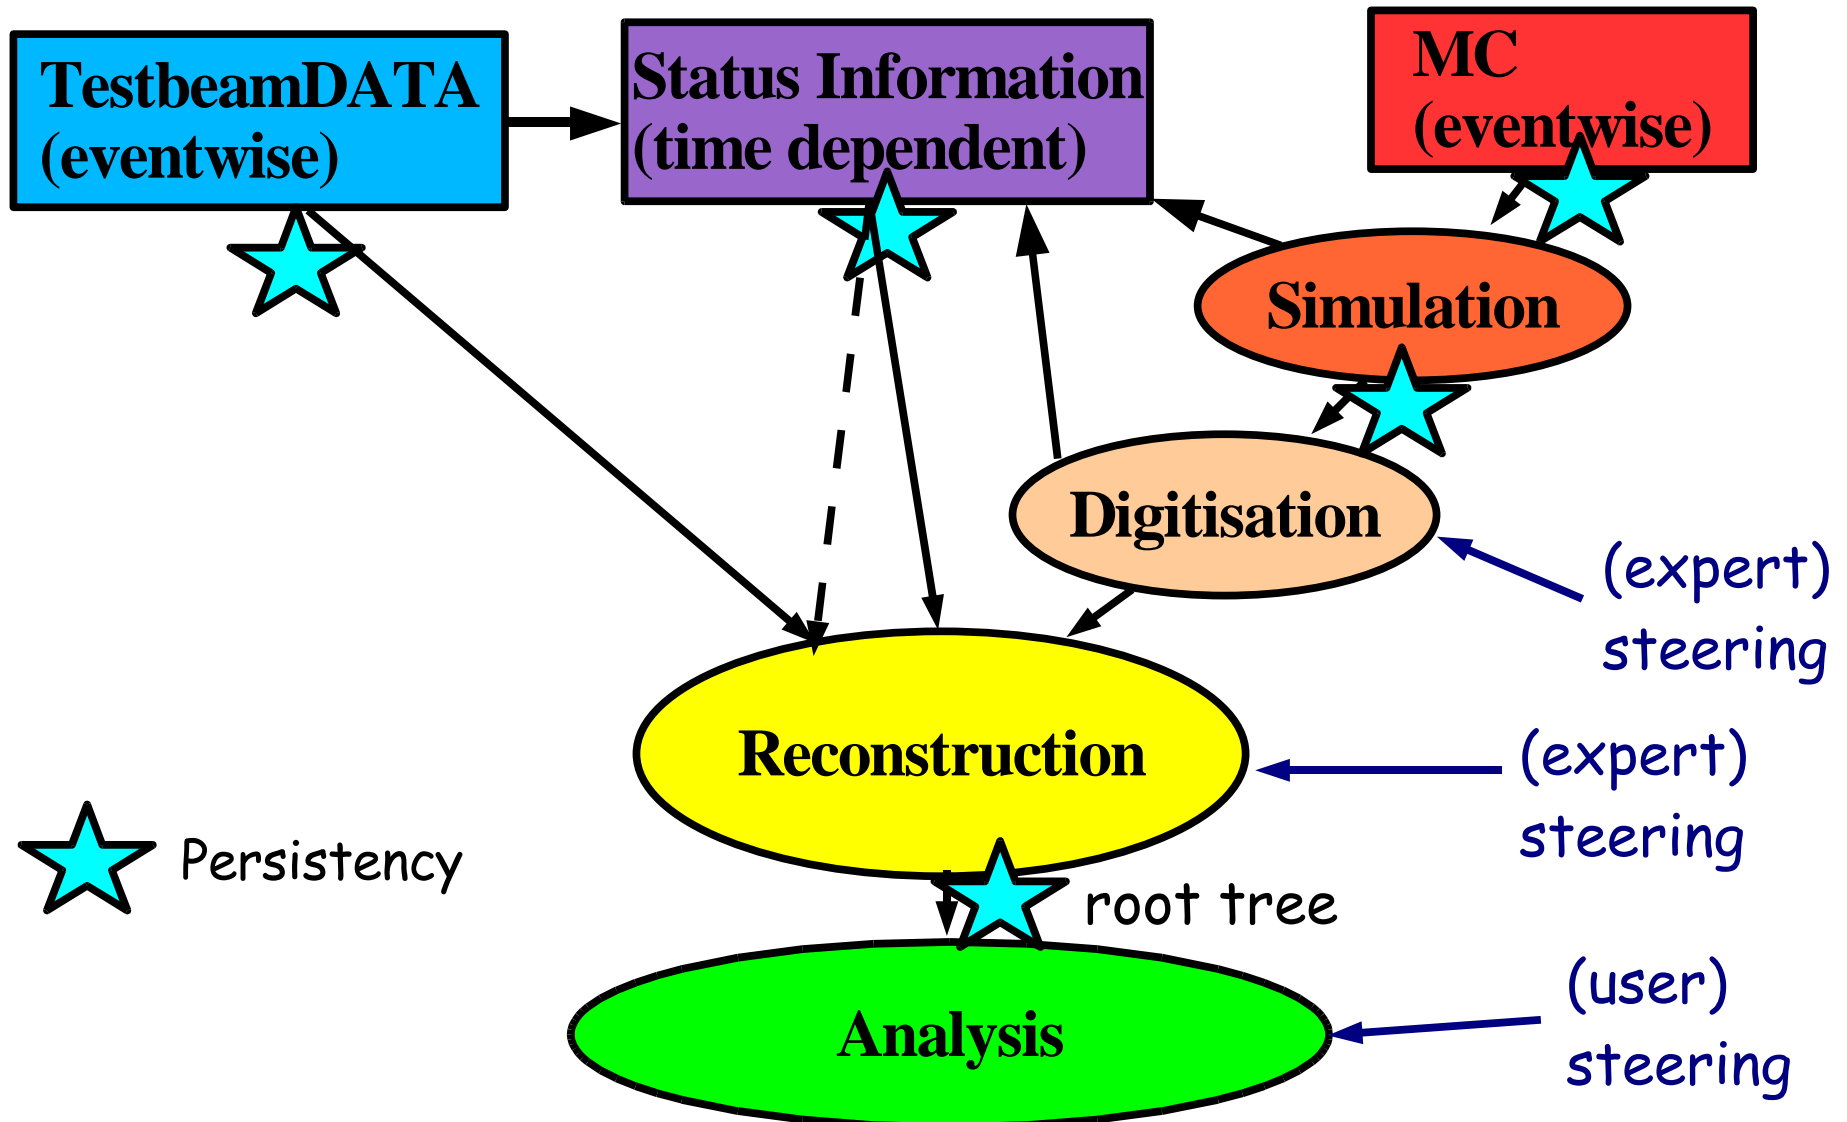 TestbeamDATA
(eventwise)
Status Information
(time dependent)
MC
(eventwise)
Simulation
Digitisation
(expert)
steering
Reconstruction
(expert)
steering
Persistency
root tree
Analysis
(user)
steering